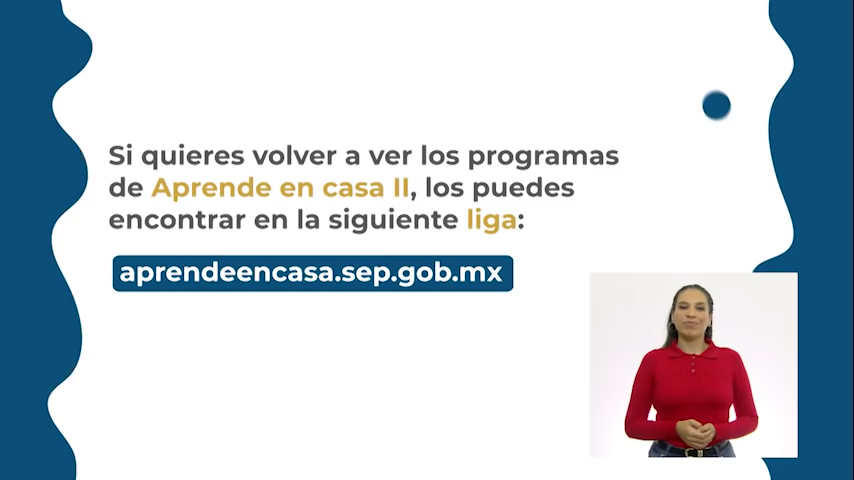 Si quieres volver a ver los programas
de Aprende en casa II, los puedes
encontrar en la siguiente liga:
aprendeencasa.sep.gob.mx